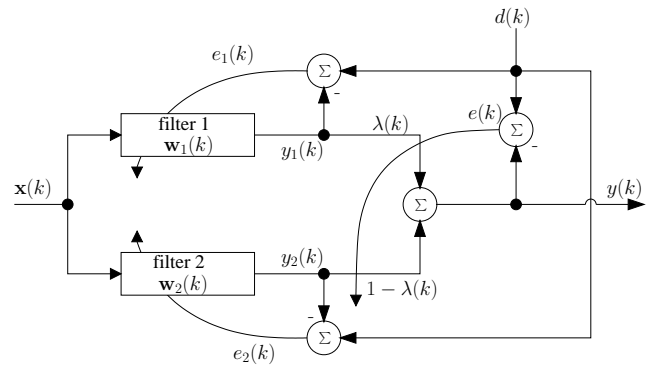 d(k)
e₁(k)
Σ
-
e(k)
filter 1
w₁(k)
y₁(k)
λ(k)
Σ
-
x(k)
Σ
y(k)
filter 2
w₂(k)
y₂(k)
1 − λ(k)
-
Σ
e₂(k)